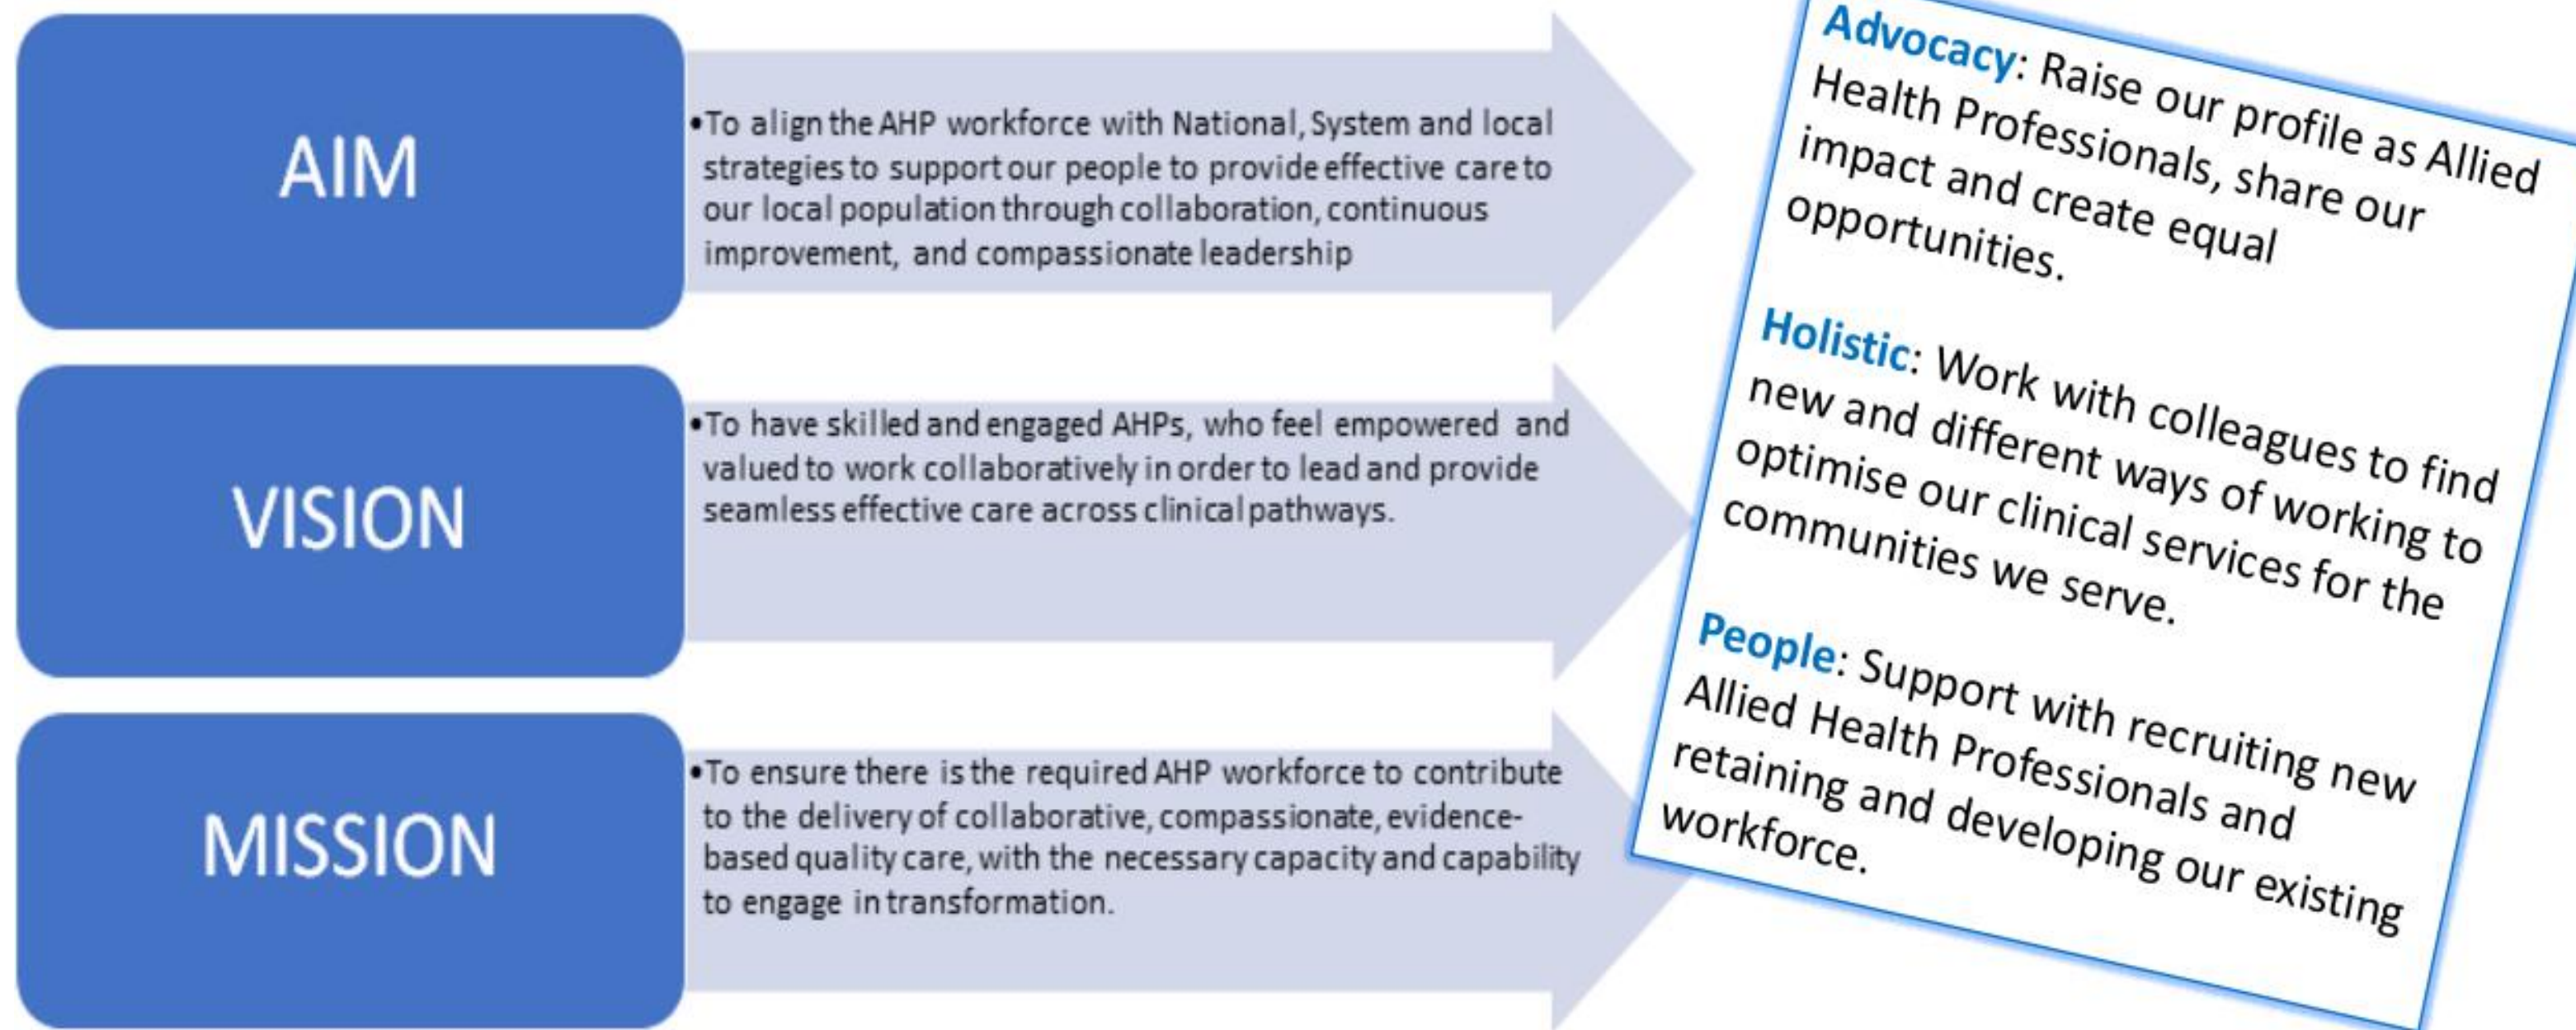 AIM
•To align the AHP workforce with National, System and local
strategies to support our people to provide effective care to
our local population through collaboration, continuous
improvement, and compassionate leadership
VISION
•To have skilled and engaged AHPs, who feel empowered and
valued to work collaboratively in order to lead and provide
seamless effective care across clinical pathways.
MISSION
•To ensure there is the required AHP workforce to contribute
to the delivery of collaborative, compassionate, evidence-
based quality care, with the necessary capacity and capability
to engage in transformation.
Advocacy: Raise our profile as Allied
Health Professionals, share our
impact and create equal
opportunities.
Holistic: Work with colleagues to find
new and different ways of working to
optimise our clinical services for the
communities we serve.
People: Support with recruiting new
Allied Health Professionals and
retaining and developing our existing
workforce.